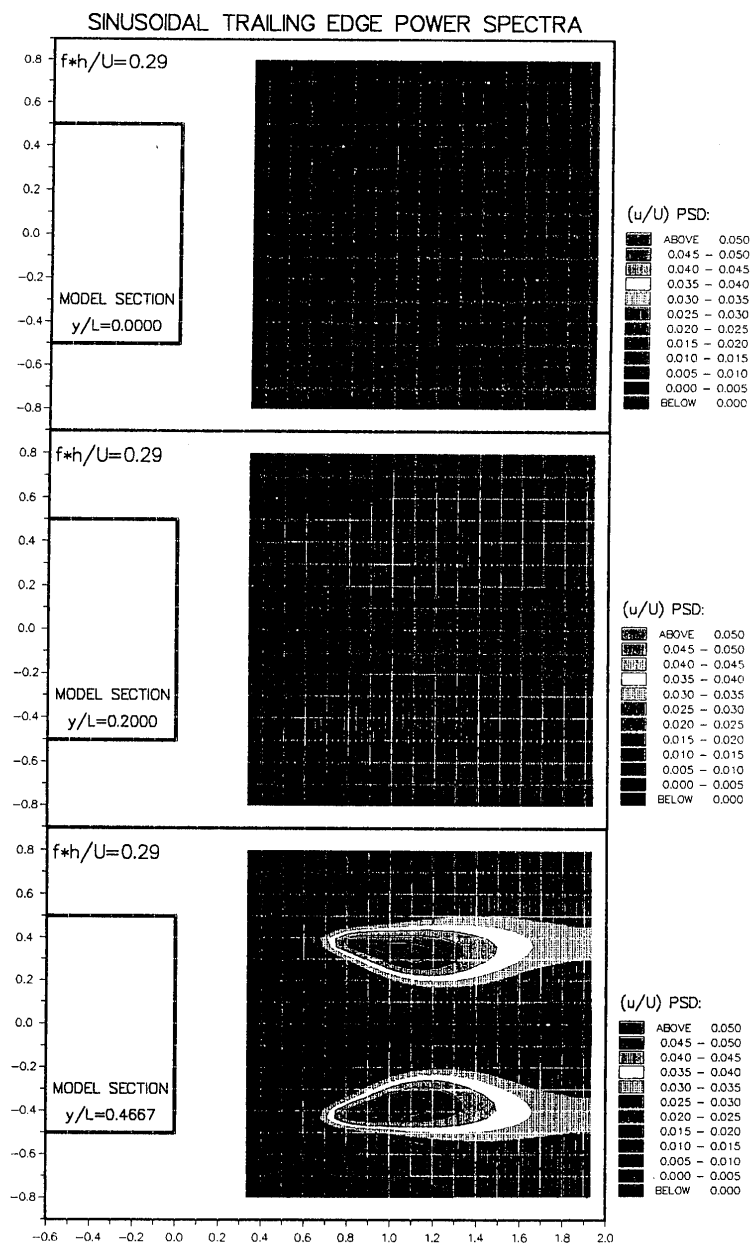 SINUSOIDAL TRAILING EDGE POWER SPECTRA
f*h/U=0.29
0.8
0.6
0.4
0.2
0.0
−0.2
−0.4
−0.6
−0.8
MODEL SECTION
y/L=0.0000
(u/U) PSD:
ABOVE 0.050
0.045 − 0.050
0.040 − 0.045
0.035 − 0.040
0.030 − 0.035
0.025 − 0.030
0.020 − 0.025
0.015 − 0.020
0.010 − 0.015
0.005 − 0.010
0.000 − 0.005
BELOW 0.000
f*h/U=0.29
0.8
0.6
0.4
0.2
0.0
−0.2
−0.4
−0.6
−0.8
MODEL SECTION
y/L=0.2000
(u/U) PSD:
ABOVE 0.050
0.045 − 0.050
0.040 − 0.045
0.035 − 0.040
0.030 − 0.035
0.025 − 0.030
0.020 − 0.025
0.015 − 0.020
0.010 − 0.015
0.005 − 0.010
0.000 − 0.005
BELOW 0.000
f*h/U=0.29
0.8
0.6
0.4
0.2
0.0
−0.2
−0.4
−0.6
−0.8
MODEL SECTION
y/L=0.4667
(u/U) PSD:
ABOVE 0.050
0.045 − 0.050
0.040 − 0.045
0.035 − 0.040
0.030 − 0.035
0.025 − 0.030
0.020 − 0.025
0.015 − 0.020
0.010 − 0.015
0.005 − 0.010
0.000 − 0.005
BELOW 0.000
−0.6 −0.4 −0.2 0.0 0.2 0.4 0.6 0.8 1.0 1.2 1.4 1.6 1.8 2.0